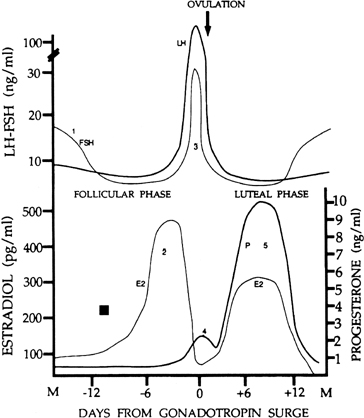 OVULATION
LH-FSH (ng/ml)
100
30
20
10
LH
1
FSH
3
FOLLICULAR PHASE
LUTEAL PHASE
ESTRADIOL (pg/ml)
500
400
300
200
100
E2
2
4
P 5
E2
10
9
8
7
6
5
4
3
2
1
PROGESTERONE (ng/ml)
M -12 -6 0 +6 +12 M
DAYS FROM GONADOTROPIN SURGE